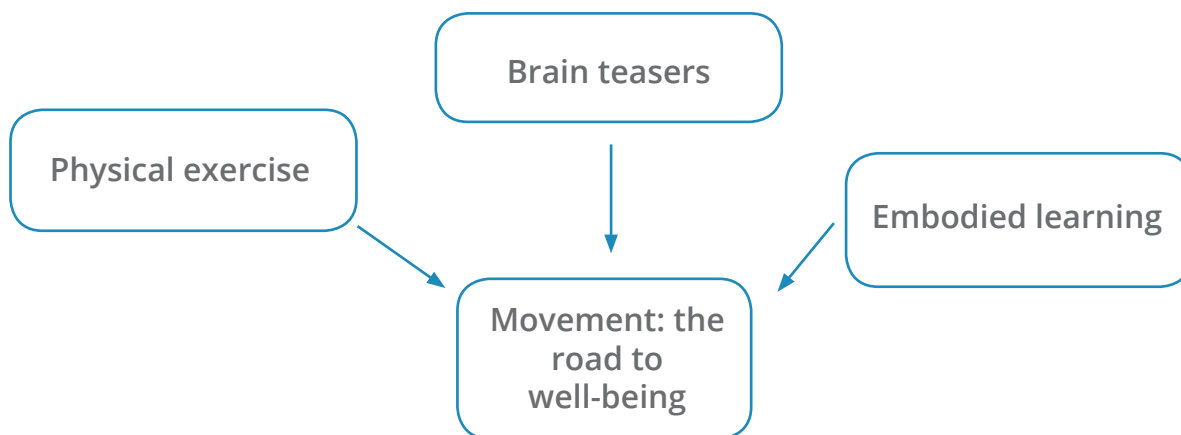 Brain teasers
Physical exercise
Embodied learning
Movement: the
road to
well-being